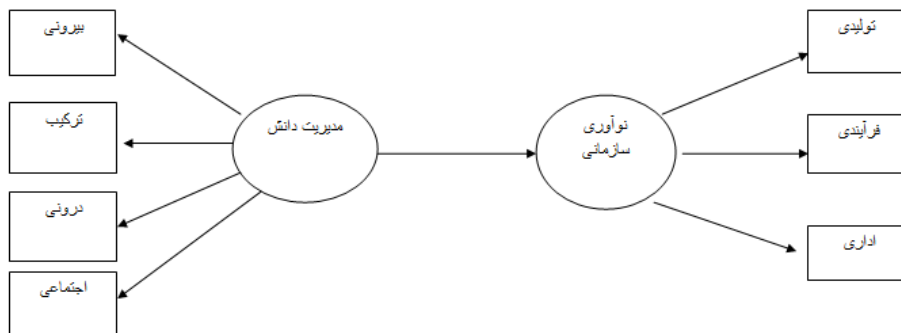 بیرونی
ترکیب
درونی
اجتماعی
مدیریت دانش
نوآوری
سازمانی
تولیدی
فرآیندی
اداری